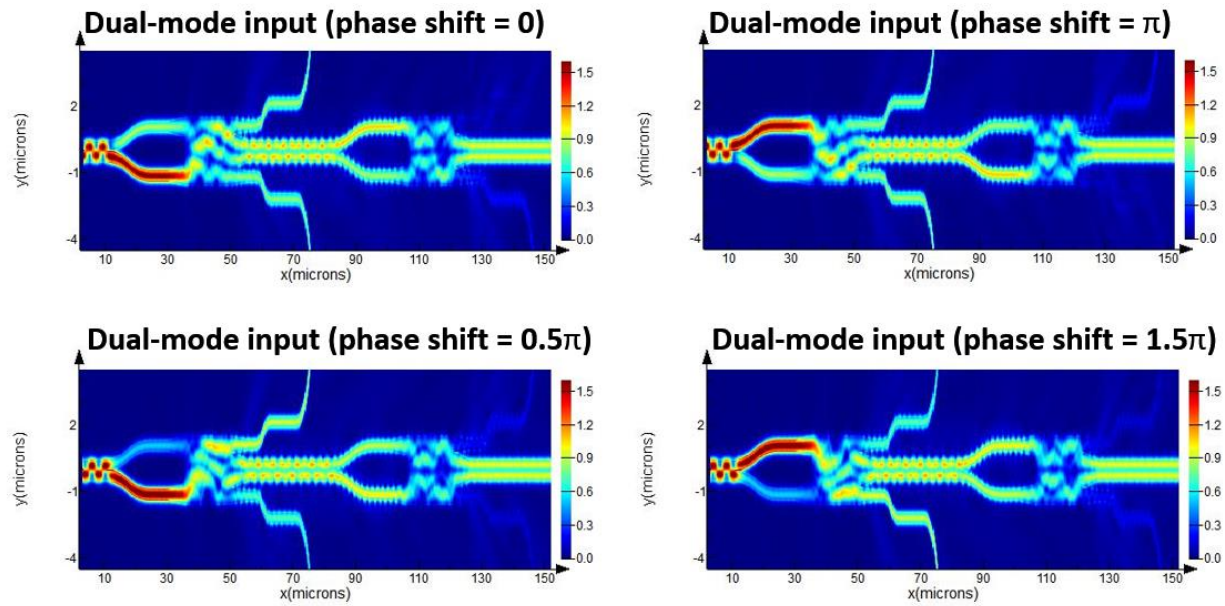 Dual-mode input (phase shift = 0)
y(microns)
2
-1
-4
10 30 50 70 90 110 130 150
x(microns)
1.5
1.2
0.9
0.6
0.3
0.0
Dual-mode input (phase shift = π)
y(microns)
2
-1
-4
10 30 50 70 90 110 130 150
x(microns)
1.5
1.2
0.9
0.6
0.3
0.0
Dual-mode input (phase shift = 0.5π)
y(microns)
2
-1
-4
10 30 50 70 90 110 130 150
x(microns)
1.5
1.2
0.9
0.6
0.3
0.0
Dual-mode input (phase shift = 1.5π)
y(microns)
2
-1
-4
10 30 50 70 90 110 130 150
x(microns)
1.5
1.2
0.9
0.6
0.3
0.0